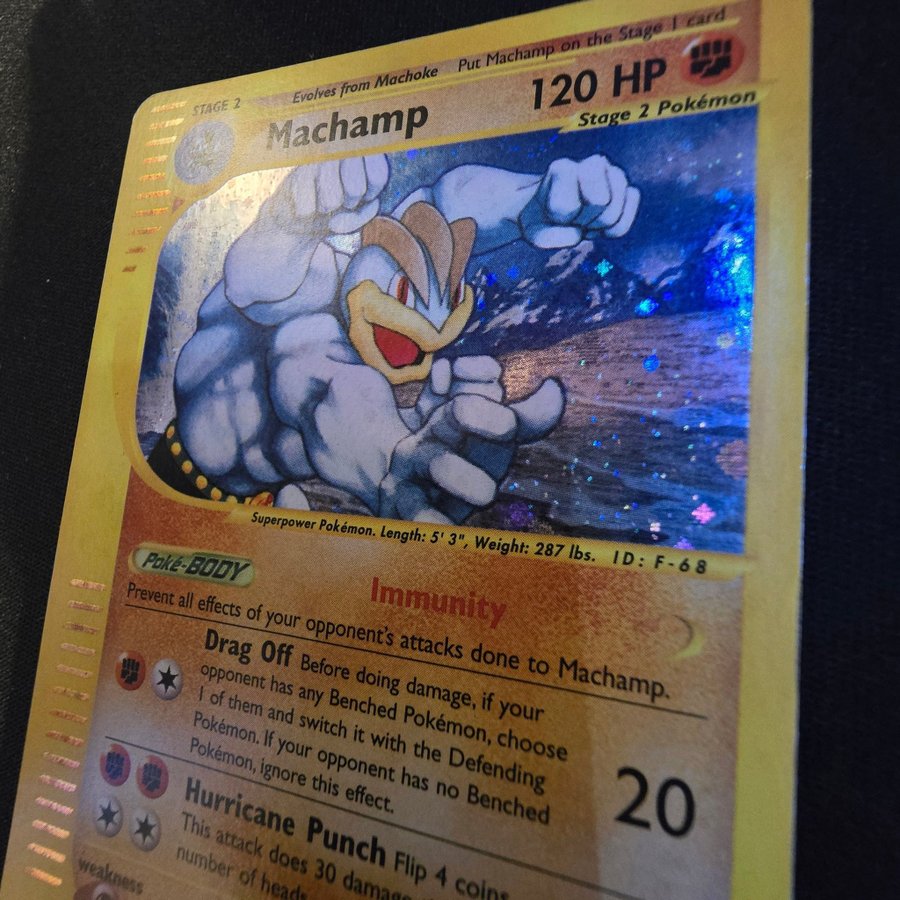 STAGE 2 Evolves from Machoke Put Machamp on the Stage 1 card
Machamp 120 HP
Stage 2 Pokémon
Superpower Pokémon. Length: 5' 3", Weight: 287 lbs. ID: F-68
Poké-BODY
Immunity
Prevent all effects of your opponent's attacks done to Machamp.
Drag Off Before doing damage, if your
opponent has any Benched Pokémon, choose
1 of them and switch it with the Defending
Pokémon. If your opponent has no Benched
Pokémon, ignore this effect.
20
Hurricane Punch Flip 4 coins.
This attack does 30 damage
number of heads
weakness